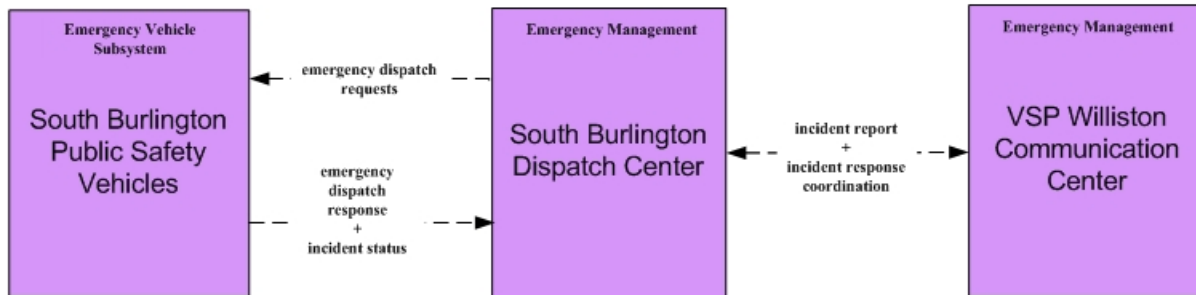 Emergency Vehicle
Subsystem
South Burlington
Public Safety
Vehicles
emergency dispatch
requests
emergency
dispatch
response
+
incident status
Emergency Management
South Burlington
Dispatch Center
incident report
+
incident response
coordination
Emergency Management
VSP Williston
Communication
Center